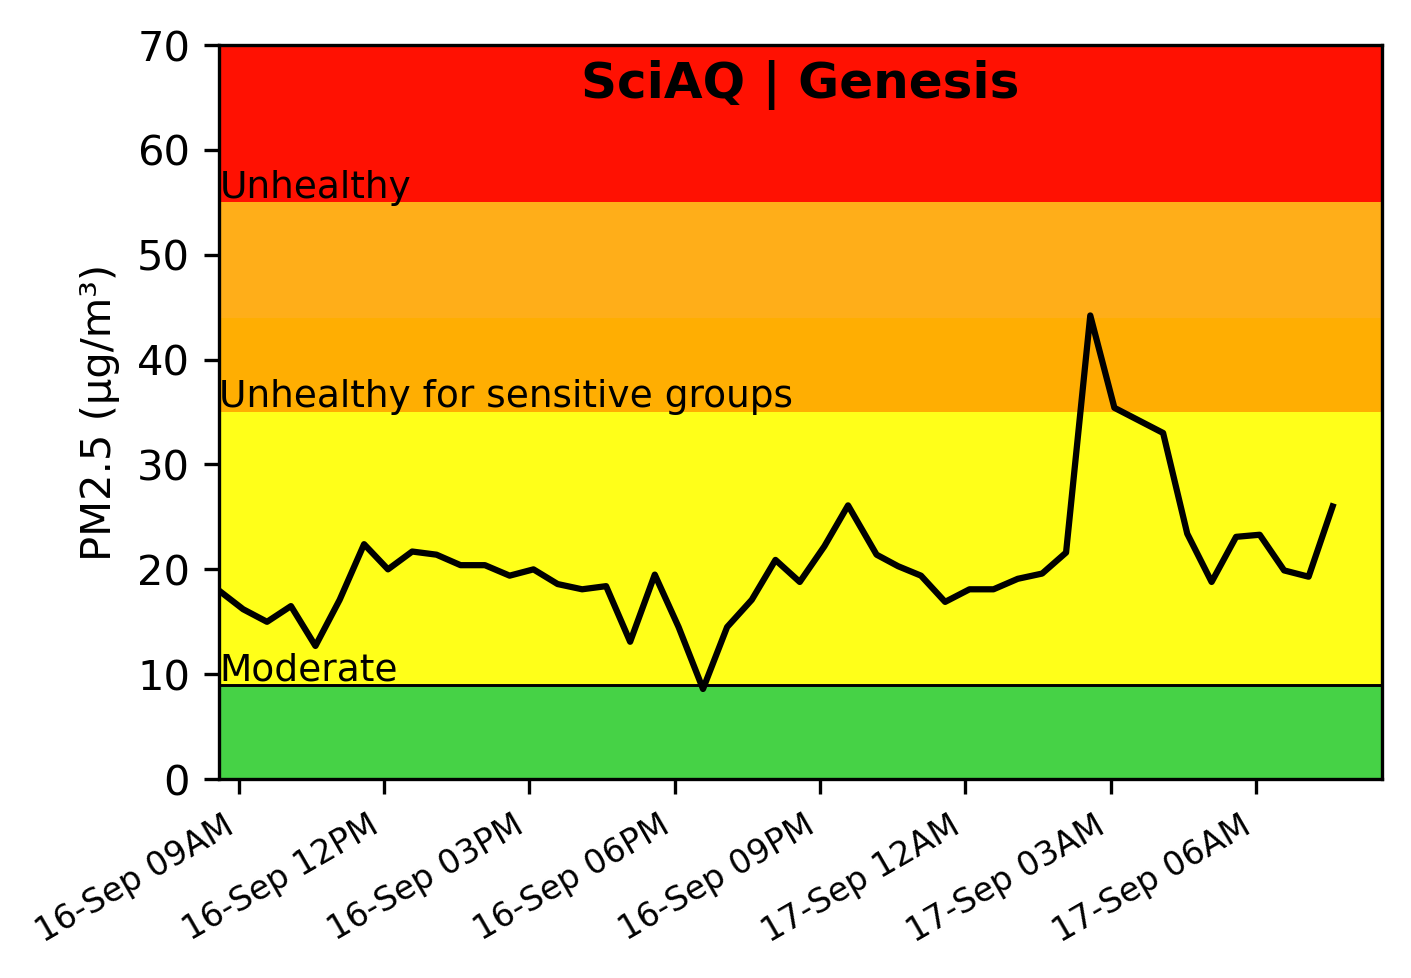 SciAQ | Genesis
70
60
50
40
30
20
10
0
PM2.5 (μg/m³)
Unhealthy
Unhealthy for sensitive groups
Moderate
16-Sep 09AM
16-Sep 12PM
16-Sep 03PM
16-Sep 06PM
16-Sep 09PM
17-Sep 12AM
17-Sep 03AM
17-Sep 06AM